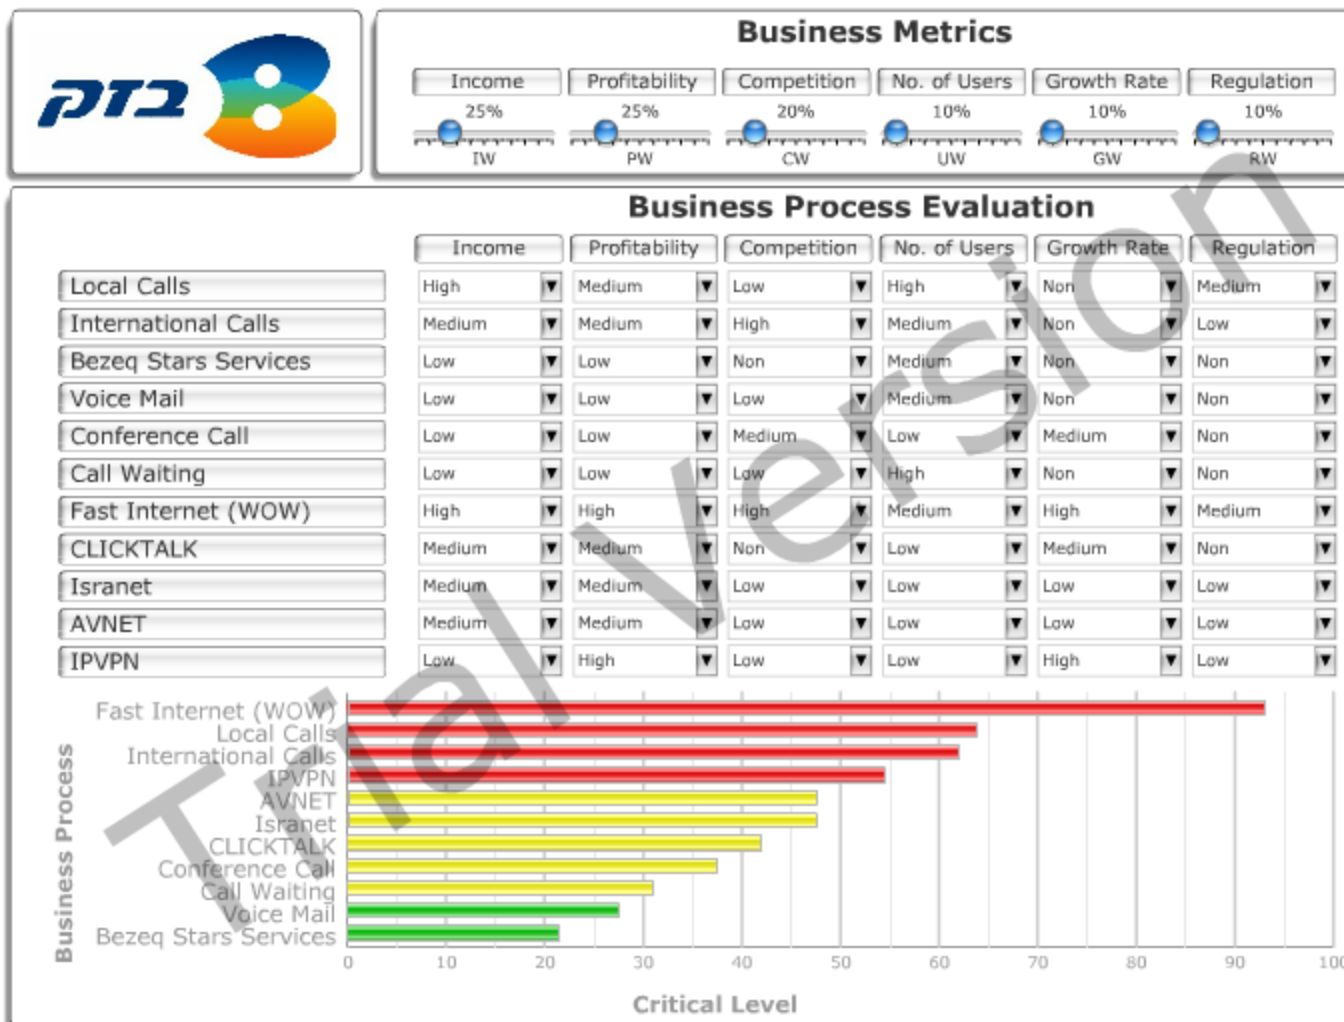 בזק
Business Metrics
Income Profitability Competition No. of Users Growth Rate Regulation
25% 25% 20% 10% 10% 10%
IW PW CW UW GW RW
Business Process Evaluation
Income Profitability Competition No. of Users Growth Rate Regulation
Local Calls High Medium Low High Non Medium
International Calls Medium Medium High Medium Non Low
Bezeq Stars Services Low Low Non Medium Non Non
Voice Mail Low Low Low Medium Non Non
Conference Call Low Low Medium Low Medium Non
Call Waiting Low Low Low High Non Non
Fast Internet (WOW) High High High Medium High Medium
CLICKTALK Medium Medium Non Low Medium Non
Isranet Medium Medium Low Low Low Low
AVNET Medium Medium Low Low Low Low
IPVPN Low High Low Low High Low
Fast Internet (WOW)
Local Calls
International Calls
IPVPN
AVNET
Isranet
CLICKTALK
Conference Call
Call Waiting
Voice Mail
Bezeq Stars Services
Business Process
0 10 20 30 40 50 60 70 80 90 100
Critical Level
Trial Version